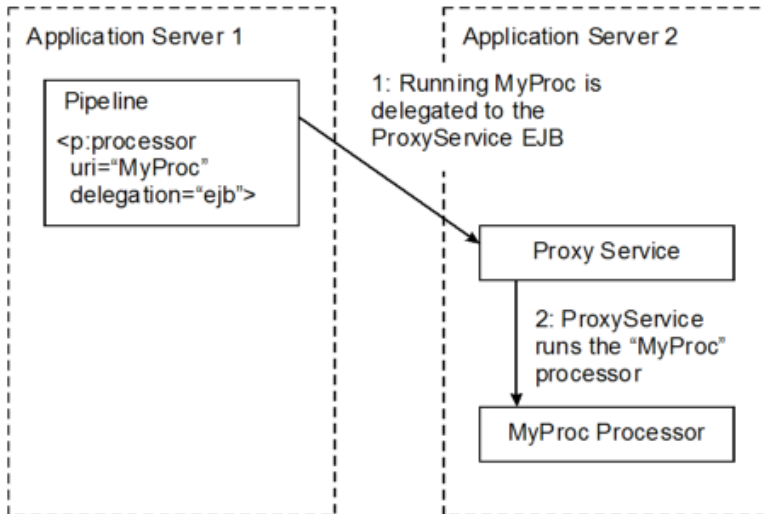 Application Server 1
Pipeline
<p:processor
uri=“MyProc”
delegation=“ejb”>
Application Server 2
1: Running MyProc is
delegated to the
ProxyService EJB
Proxy Service
2: ProxyService
runs the “MyProc”
processor
MyProc Processor